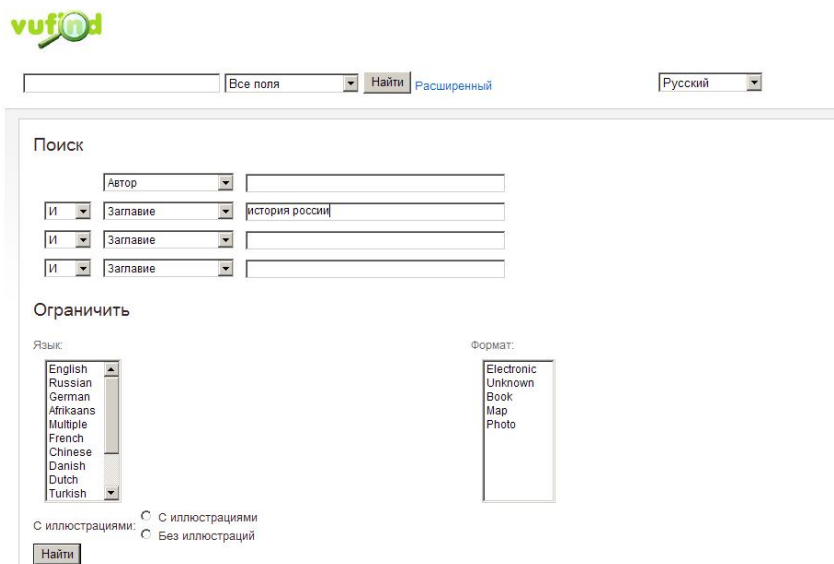 vufind
Все поля Найти Расширенный Русский
Поиск
Автор
И Заглавие история россии
И Заглавие
И Заглавие
Ограничить
Язык: Формат:
English Electronic
Russian Unknown
German Book
Afrikaans Map
Multiple Photo
French
Chinese
Danish
Dutch
Turkish
С иллюстрациями: С иллюстрациями
Без иллюстраций
Найти